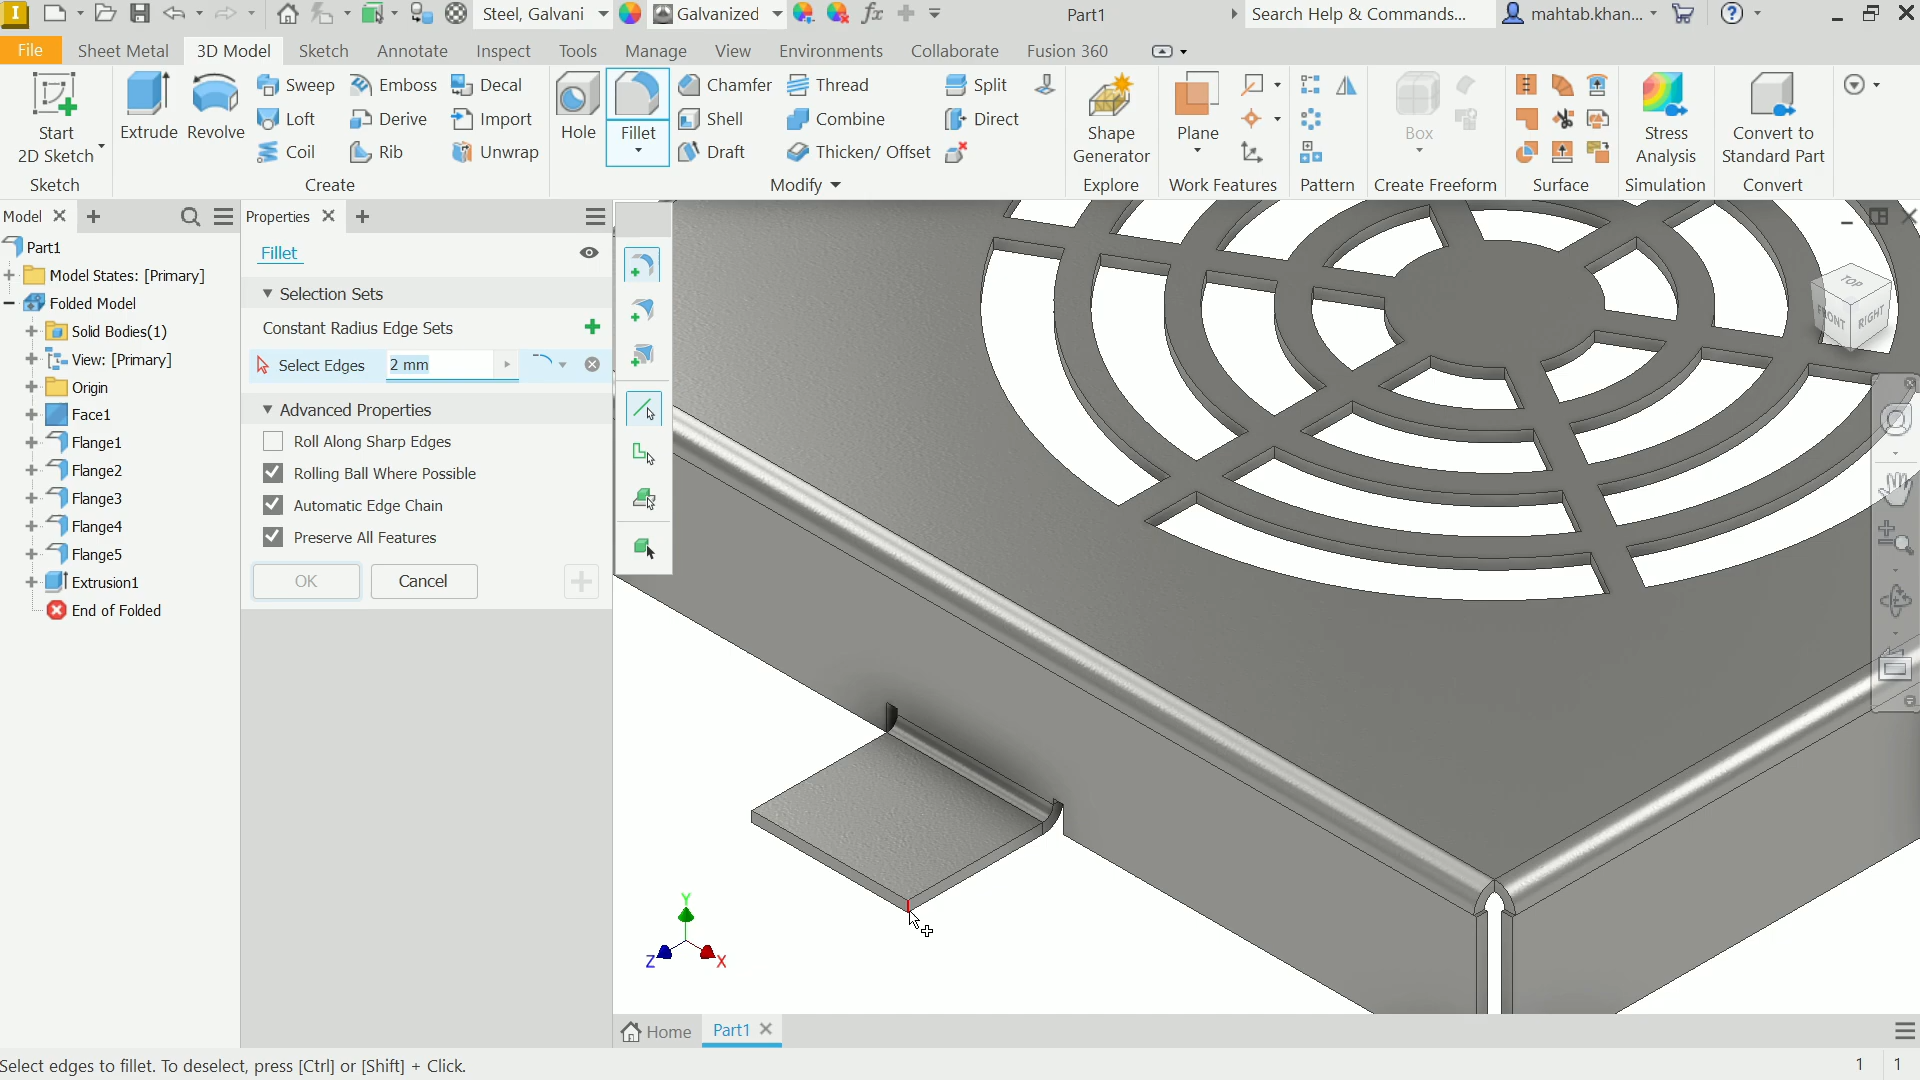 Steel, Galvani
Galvanized
fx
Part1
Search Help & Commands...
mahtab.khan...
File
Sheet Metal
3D Model
Sketch
Annotate
Inspect
Tools
Manage
View
Environments
Collaborate
Fusion 360
Start
2D Sketch
Sketch
Extrude
Revolve
Sweep
Loft
Coil
Emboss
Derive
Rib
Decal
Import
Unwrap
Create
Hole
Fillet
Chamfer
Shell
Draft
Thread
Combine
Thicken/ Offset
Split
Direct
Modify
Shape
Generator
Explore
Plane
Work Features
Pattern
Box
Create Freeform
Surface
Stress
Analysis
Simulation
Convert to
Standard Part
Convert
Model
Part1
Model States: [Primary]
Folded Model
Solid Bodies(1)
View: [Primary]
Origin
Face1
Flange1
Flange2
Flange3
Flange4
Flange5
Extrusion1
End of Folded
Properties
Fillet
Selection Sets
Constant Radius Edge Sets
Select Edges
2 mm
Advanced Properties
Roll Along Sharp Edges
Rolling Ball Where Possible
Automatic Edge Chain
Preserve All Features
OK
Cancel
TOP
FRONT
RIGHT
Y
Z
X
Home
Part1
Select edges to fillet. To deselect, press [Ctrl] or [Shift] + Click.
1
1